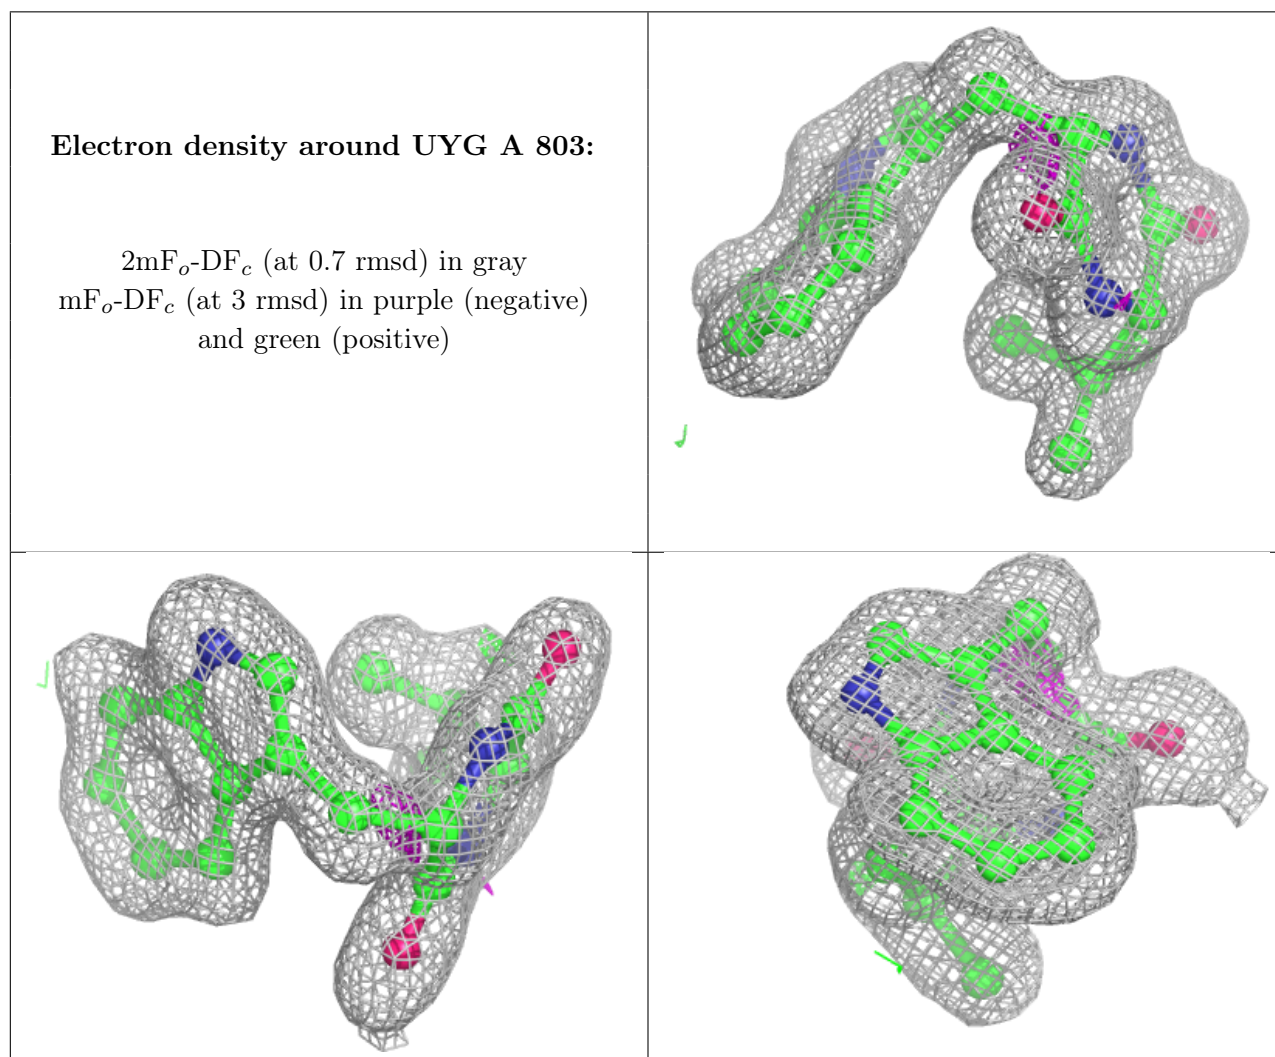 Electron density around UYG A 803:
2mFo-DFc (at 0.7 rmsd) in gray
mFo-DFc (at 3 rmsd) in purple (negative)
and green (positive)